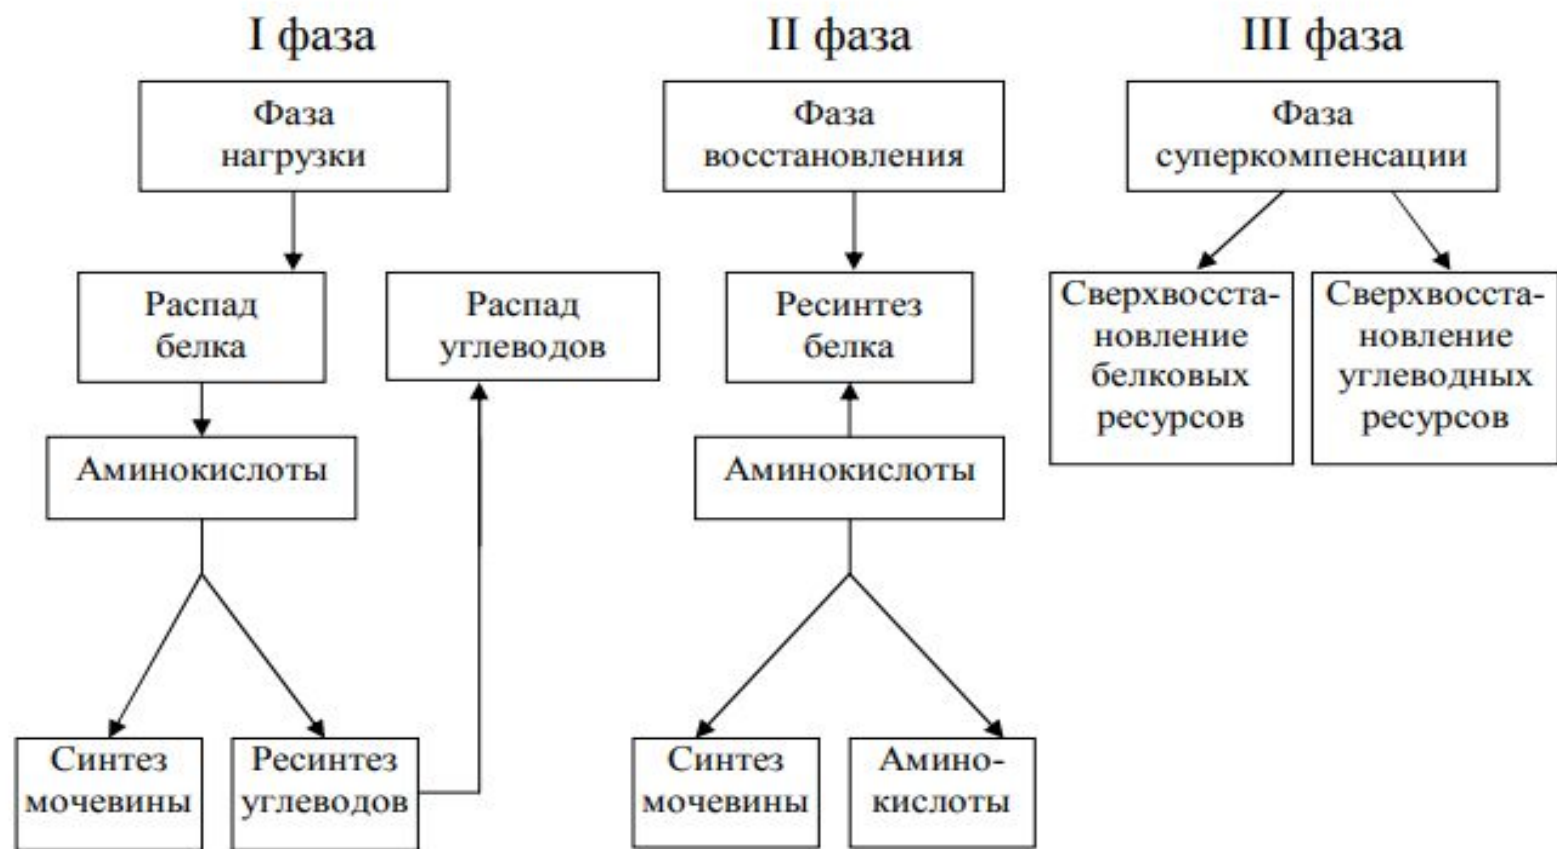 I фаза
II фаза
III фаза
Фаза
нагрузки
Фаза
восстановления
Фаза
суперкомпенсации
Распад
белка
Распад
углеводов
Ресинтез
белка
Сверхвосста-
новление
белковых
ресурсов
Сверхвосста-
новление
углеводных
ресурсов
Аминокислоты
Аминокислоты
Синтез
мочевины
Ресинтез
углеводов
Синтез
мочевины
Амино-
кислоты